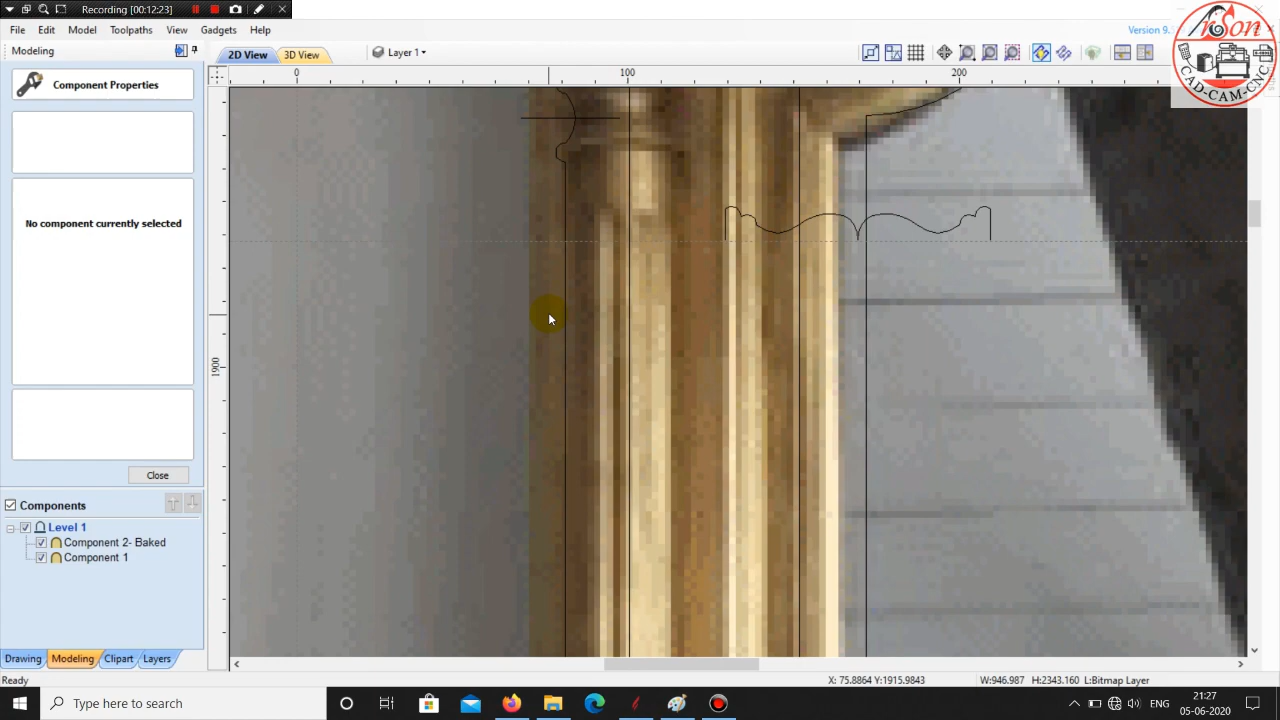 Recording [00:12:23]
File Edit Model Toolpaths View Gadgets Help
Version 9.
Modeling
2D View
3D View
Layer 1
Component Properties
0 100 200
No component currently selected
1900
Close
Components
Level 1
Component 2- Baked
Component 1
Drawing Modeling Clipart Layers
Ready
X: 75.8864 Y:1915.9843
W:946.987 H:2343.160 L:Bitmap Layer
Type here to search
ENG
21:27
05-06-2020
CAD-CAM-CNC